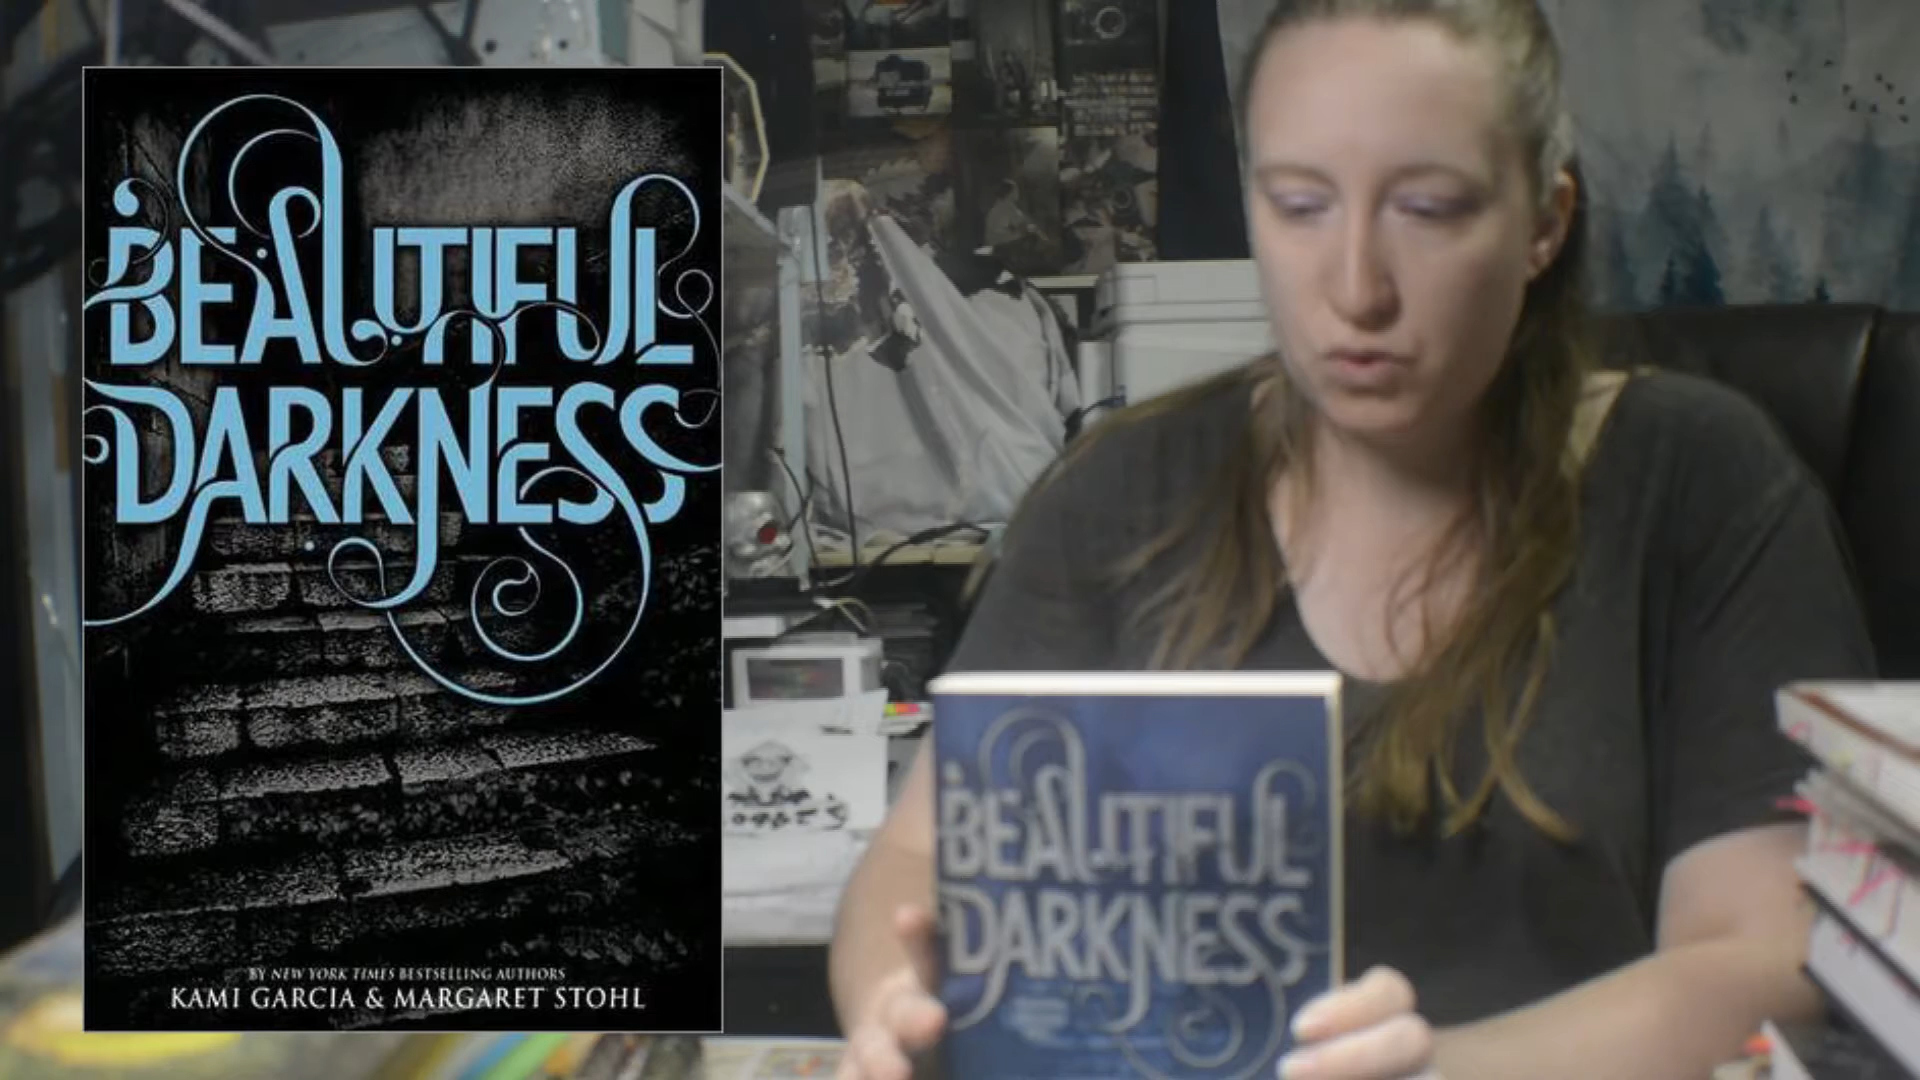 BEAUTIFUL
DARKNESS
BY NEW YORK TIMES BESTSELLING AUTHORS
KAMI GARCIA & MARGARET STOHL
BEAUTIFUL
DARKNESS